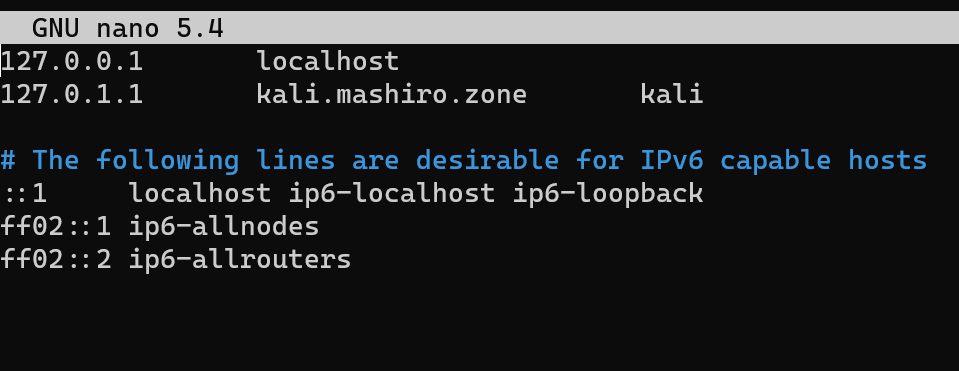 GNU nano 5.4
127.0.0.1 localhost
127.0.1.1 kali.mashiro.zone kali
# The following lines are desirable for IPv6 capable hosts
::1 localhost ip6-localhost ip6-loopback
ff02::1 ip6-allnodes
ff02::2 ip6-allrouters